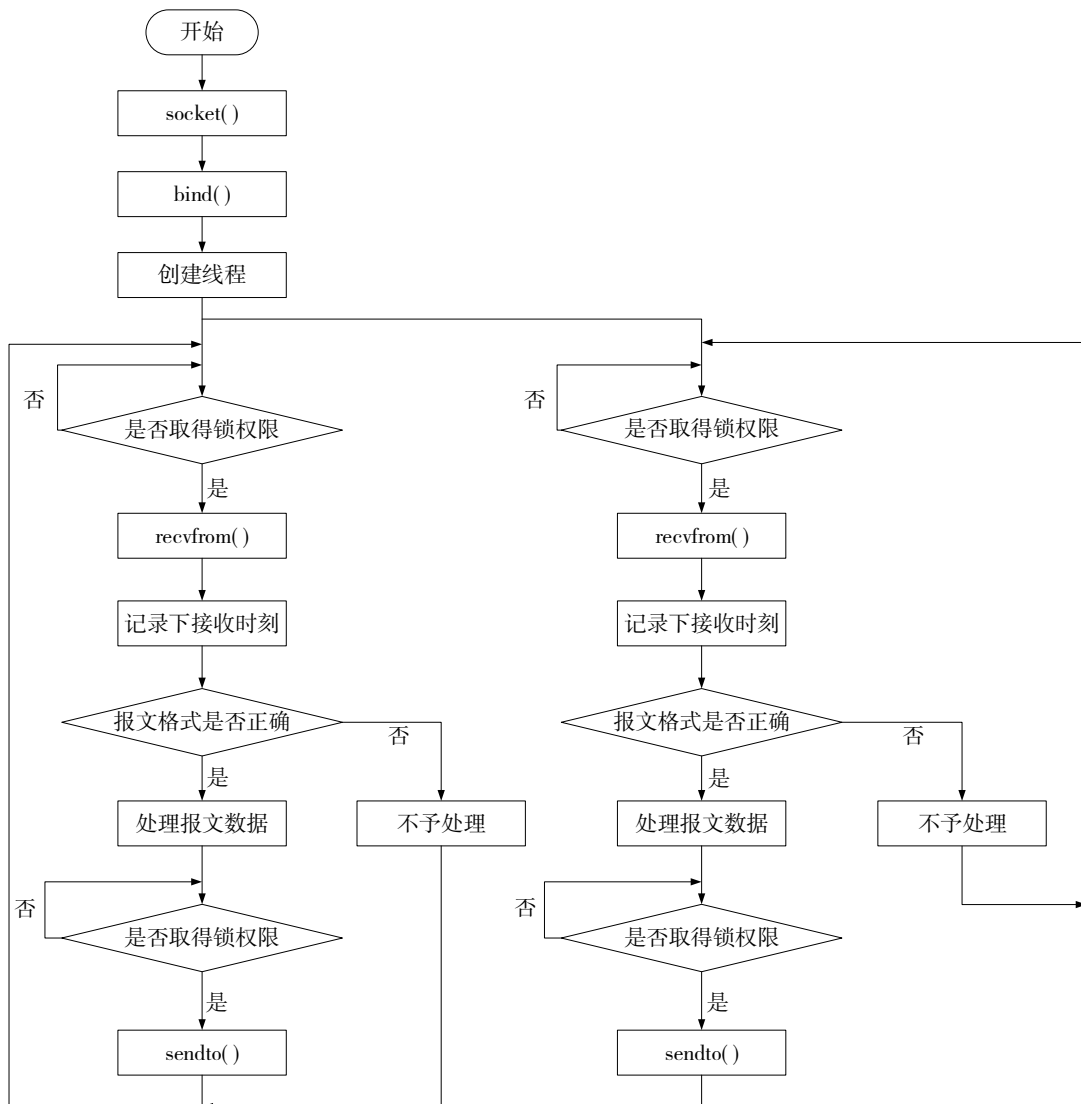 开始
socket( )
bind( )
创建线程
否
是否取得锁权限
是
recvfrom( )
记录下接收时刻
报文格式是否正确
否
是
处理报文数据
不予处理
否
是否取得锁权限
是
sendto( )
否
是否取得锁权限
是
recvfrom( )
记录下接收时刻
报文格式是否正确
否
是
处理报文数据
不予处理
否
是否取得锁权限
是
sendto( )